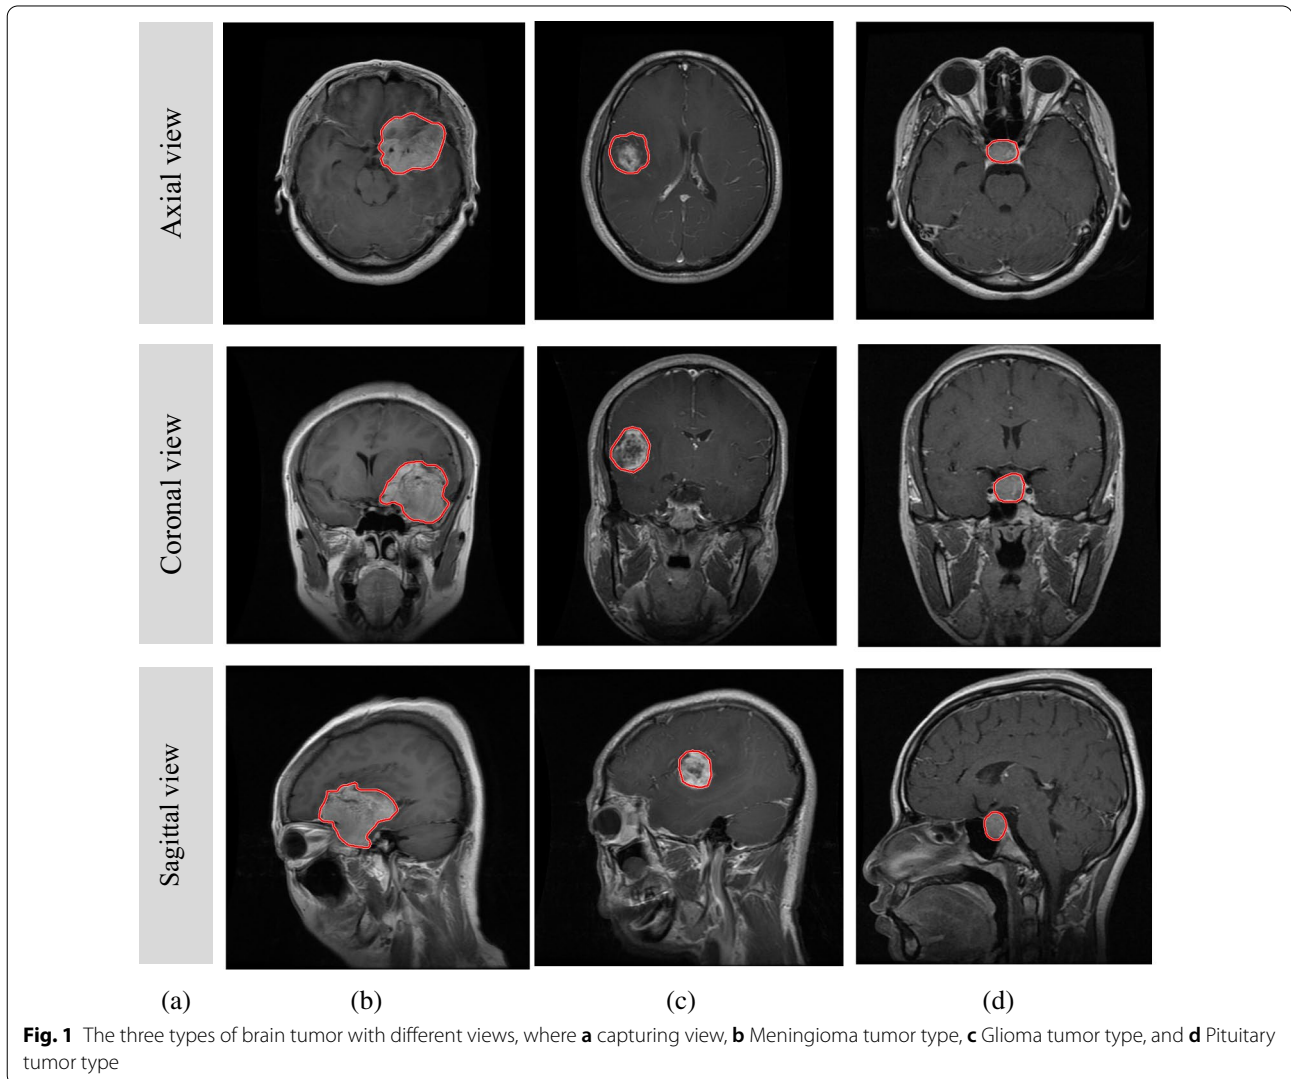 Axial view
Coronal view
Sagittal view
(a) (b) (c) (d)
Fig. 1 The three types of brain tumor with different views, where a capturing view, b Meningioma tumor type, c Glioma tumor type, and d Pituitary
tumor type